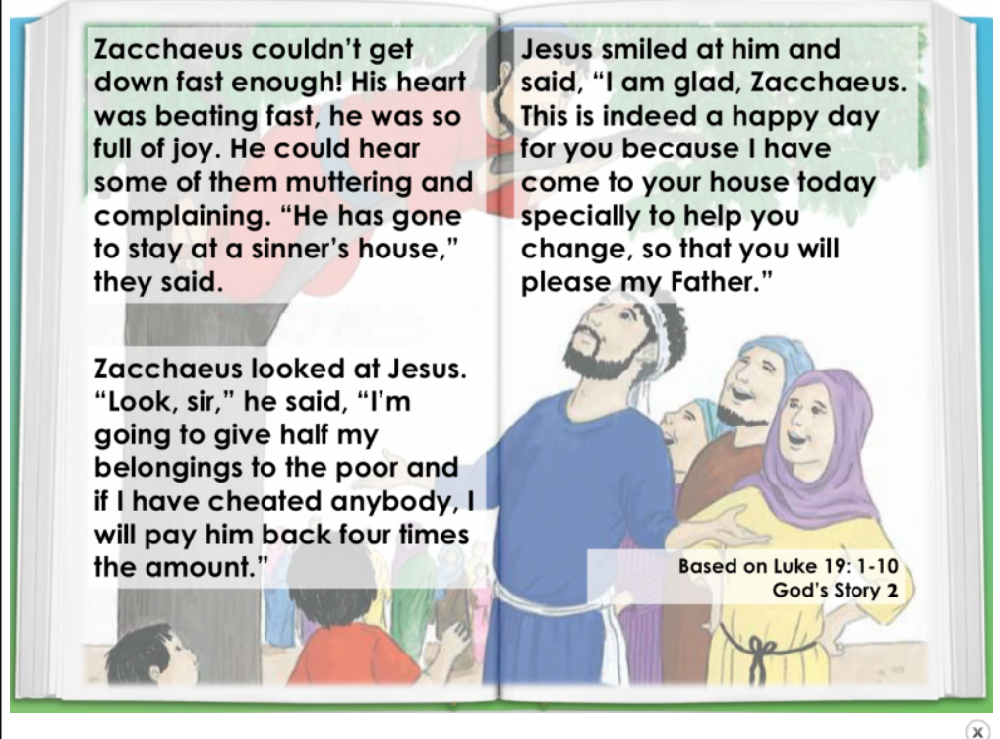 Zacchaeus couldn’t get
down fast enough! His heart
was beating fast, he was so
full of joy. He could hear
some of them muttering and
complaining. “He has gone
to stay at a sinner’s house,”
they said.
Zacchaeus looked at Jesus.
“Look, sir,” he said, “I’m
going to give half my
belongings to the poor and
if I have cheated anybody, I
will pay him back four times
the amount.”
Jesus smiled at him and
said, “I am glad, Zacchaeus.
This is indeed a happy day
for you because I have
come to your house today
specially to help you
change, so that you will
please my Father.”
Based on Luke 19: 1-10
God’s Story 2
x